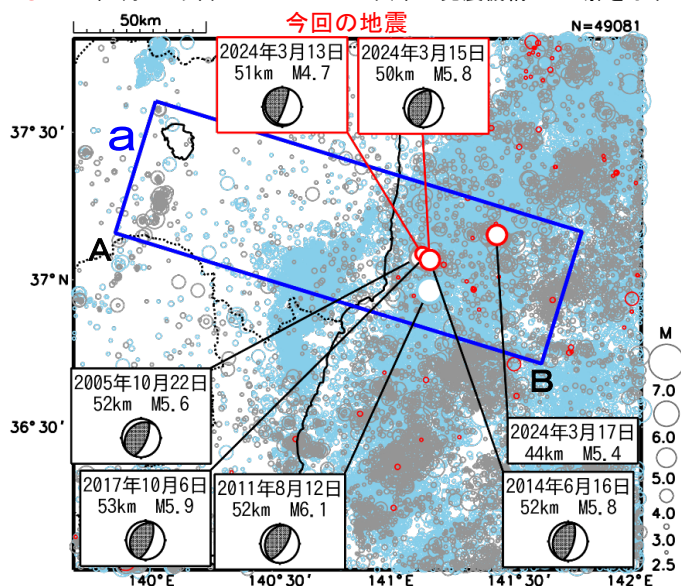 50km
今回の地震
N=49081
2024年3月13日
51km M4.7
2024年3月15日
50km M5.8
37°30′
a
A
37°N
M
7.0
6.0
5.0
4.0
3.0
2.5
B
2005年10月22日
52km M5.6
2024年3月17日
44km M5.4
36°30′
2017年10月6日
53km M5.9
2011年8月12日
52km M6.1
2014年6月16日
52km M5.8
140°E
140°30′E
141°E
141°30′E
142°E